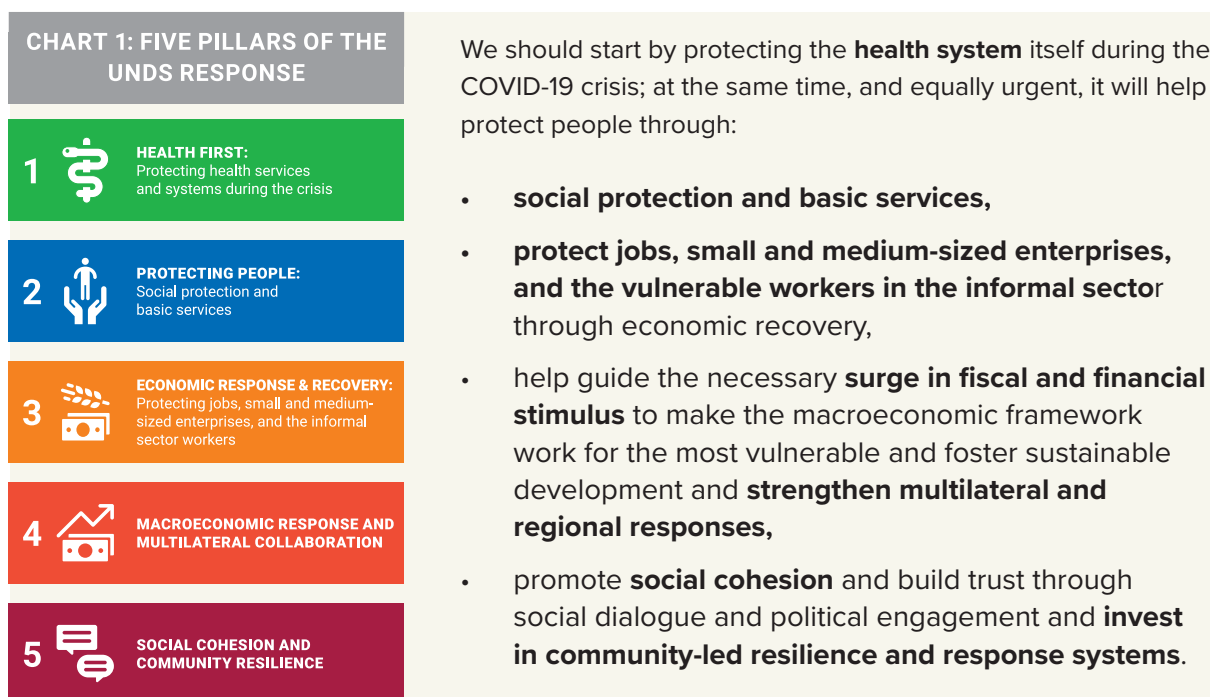 CHART 1: FIVE PILLARS OF THE
UNDS RESPONSE
1
HEALTH FIRST:
Protecting health services
and systems during the crisis
2
PROTECTING PEOPLE:
Social protection and
basic services
3
ECONOMIC RESPONSE & RECOVERY:
Protecting jobs, small and medium-
sized enterprises, and the informal
sector workers
4
MACROECONOMIC RESPONSE AND
MULTILATERAL COLLABORATION
5
SOCIAL COHESION AND
COMMUNITY RESILIENCE
We should start by protecting the health system itself during the
COVID-19 crisis; at the same time, and equally urgent, it will help
protect people through:
• social protection and basic services,
• protect jobs, small and medium-sized enterprises,
and the vulnerable workers in the informal sector
through economic recovery,
• help guide the necessary surge in fiscal and financial
stimulus to make the macroeconomic framework
work for the most vulnerable and foster sustainable
development and strengthen multilateral and
regional responses,
• promote social cohesion and build trust through
social dialogue and political engagement and invest
in community-led resilience and response systems.